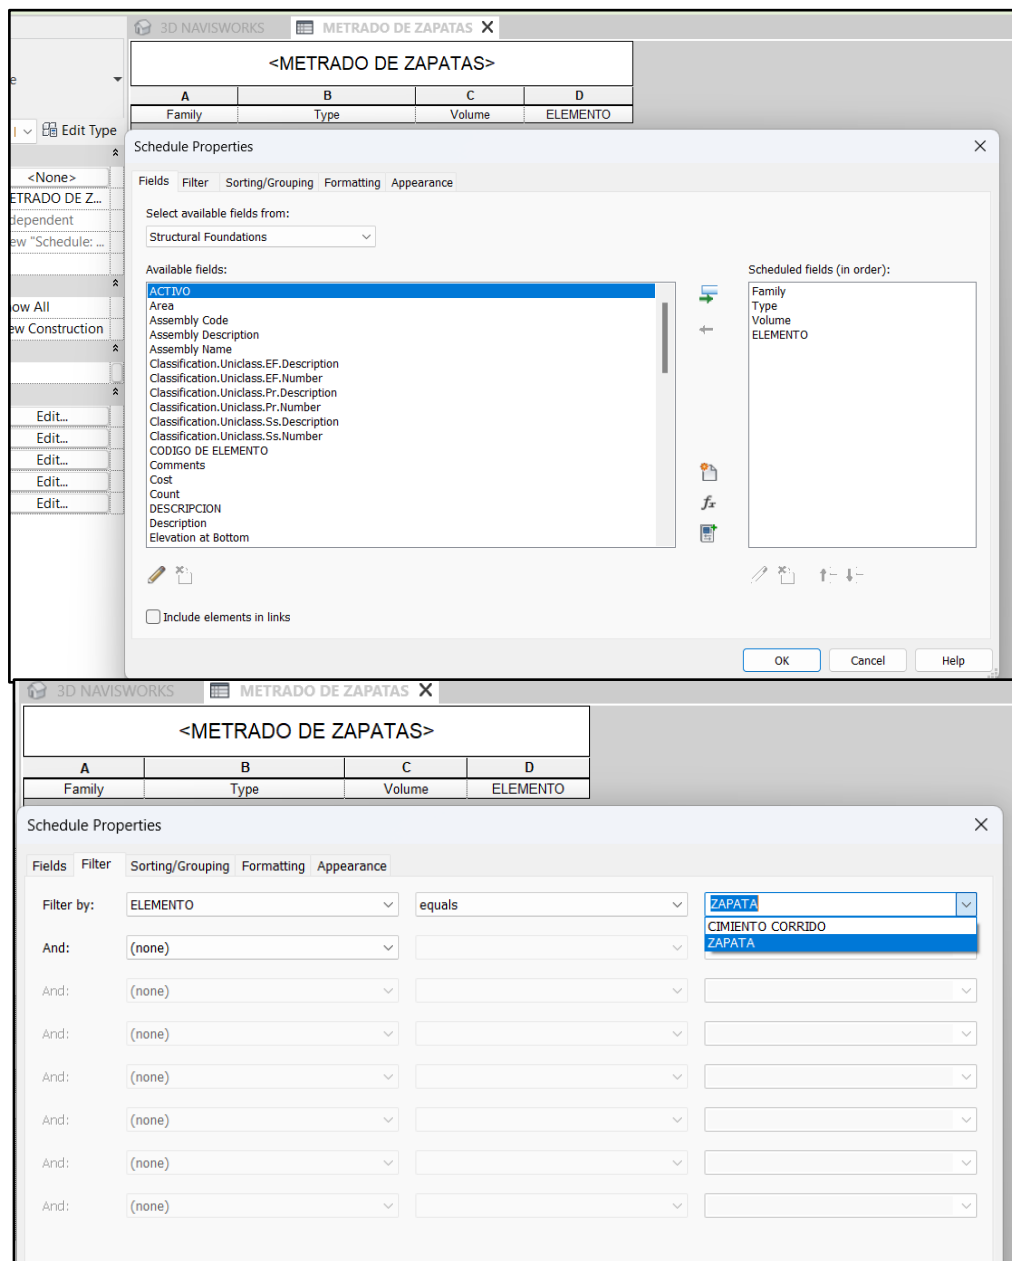 3D NAVISWORKS METRADO DE ZAPATAS X
<METRADO DE ZAPATAS>
A B C D
Family Type Volume ELEMENTO
Edit Type
<None>
ETRADO DE Z...
dependent
ew "Schedule: ...
ow All
ew Construction
Edit...
Edit...
Edit...
Edit...
Edit...
Schedule Properties
Fields Filter Sorting/Grouping Formatting Appearance
Select available fields from:
Structural Foundations
Available fields:
ACTIVO
Area
Assembly Code
Assembly Description
Assembly Name
Classification.Uniclass.EF.Description
Classification.Uniclass.EF.Number
Classification.Uniclass.Pr.Description
Classification.Uniclass.Pr.Number
Classification.Uniclass.Ss.Description
Classification.Uniclass.Ss.Number
CODIGO DE ELEMENTO
Comments
Cost
Count
DESCRIPCION
Description
Elevation at Bottom
Scheduled fields (in order):
Family
Type
Volume
ELEMENTO
fx
Include elements in links
OK Cancel Help
3D NAVISWORKS METRADO DE ZAPATAS X
<METRADO DE ZAPATAS>
A B C D
Family Type Volume ELEMENTO
Schedule Properties
Fields Filter Sorting/Grouping Formatting Appearance
Filter by: ELEMENTO equals ZAPATA
CIMIENTO CORRIDO
ZAPATA
And: (none)
And: (none)
And: (none)
And: (none)
And: (none)
And: (none)
And: (none)